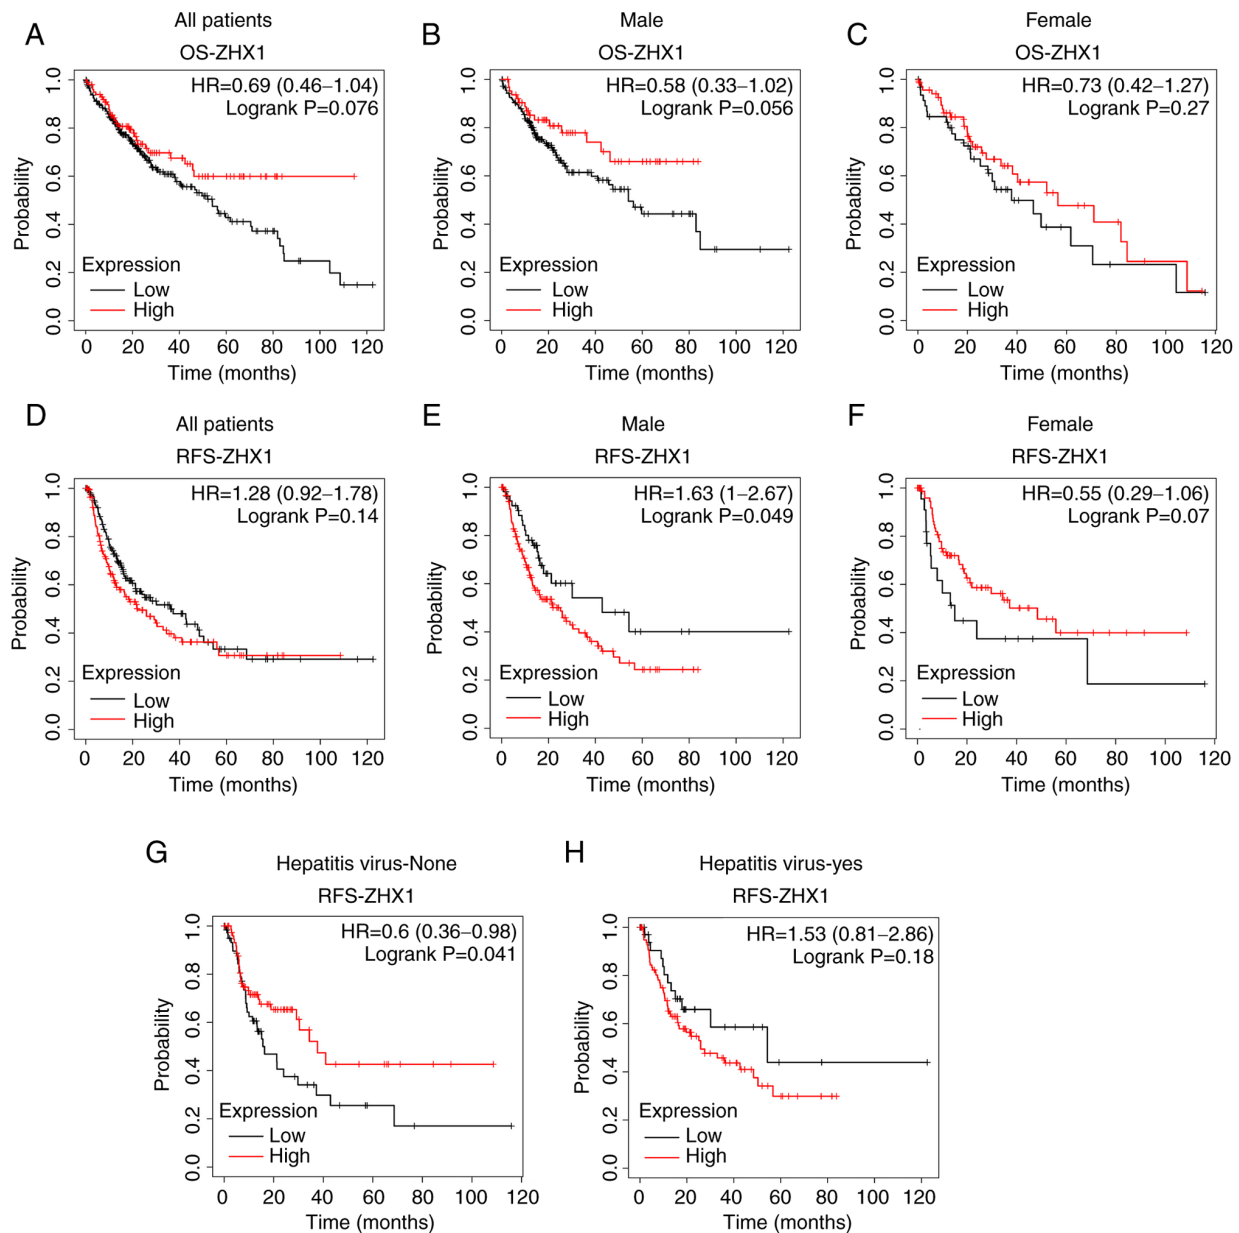 A
All patients
OS-ZHX1
HR=0.69 (0.46–1.04)
Logrank P=0.076
Probability
1.0
0.8
0.6
0.4
0.2
0.0
Expression
Low
High
0 20 40 60 80 100 120
Time (months)
B
Male
OS-ZHX1
HR=0.58 (0.33–1.02)
Logrank P=0.056
Probability
1.0
0.8
0.6
0.4
0.2
0.0
Expression
Low
High
0 20 40 60 80 100 120
Time (months)
C
Female
OS-ZHX1
HR=0.73 (0.42–1.27)
Logrank P=0.27
Probability
1.0
0.8
0.6
0.4
0.2
0.0
Expression
Low
High
0 20 40 60 80 100 120
Time (months)
D
All patients
RFS-ZHX1
HR=1.28 (0.92–1.78)
Logrank P=0.14
Probability
1.0
0.8
0.6
0.4
0.2
0.0
Expression
Low
High
0 20 40 60 80 100 120
Time (months)
E
Male
RFS-ZHX1
HR=1.63 (1–2.67)
Logrank P=0.049
Probability
1.0
0.8
0.6
0.4
0.2
0.0
Expression
Low
High
0 20 40 60 80 100 120
Time (months)
F
Female
RFS-ZHX1
HR=0.55 (0.29–1.06)
Logrank P=0.07
Probability
1.0
0.8
0.6
0.4
0.2
0.0
Expression
Low
High
0 20 40 60 80 100 120
Time (months)
G
Hepatitis virus-None
RFS-ZHX1
HR=0.6 (0.36–0.98)
Logrank P=0.041
Probability
1.0
0.8
0.6
0.4
0.2
0.0
Expression
Low
High
0 20 40 60 80 100 120
Time (months)
H
Hepatitis virus-yes
RFS-ZHX1
HR=1.53 (0.81–2.86)
Logrank P=0.18
Probability
1.0
0.8
0.6
0.4
0.2
0.0
Expression
Low
High
0 20 40 60 80 100 120
Time (months)